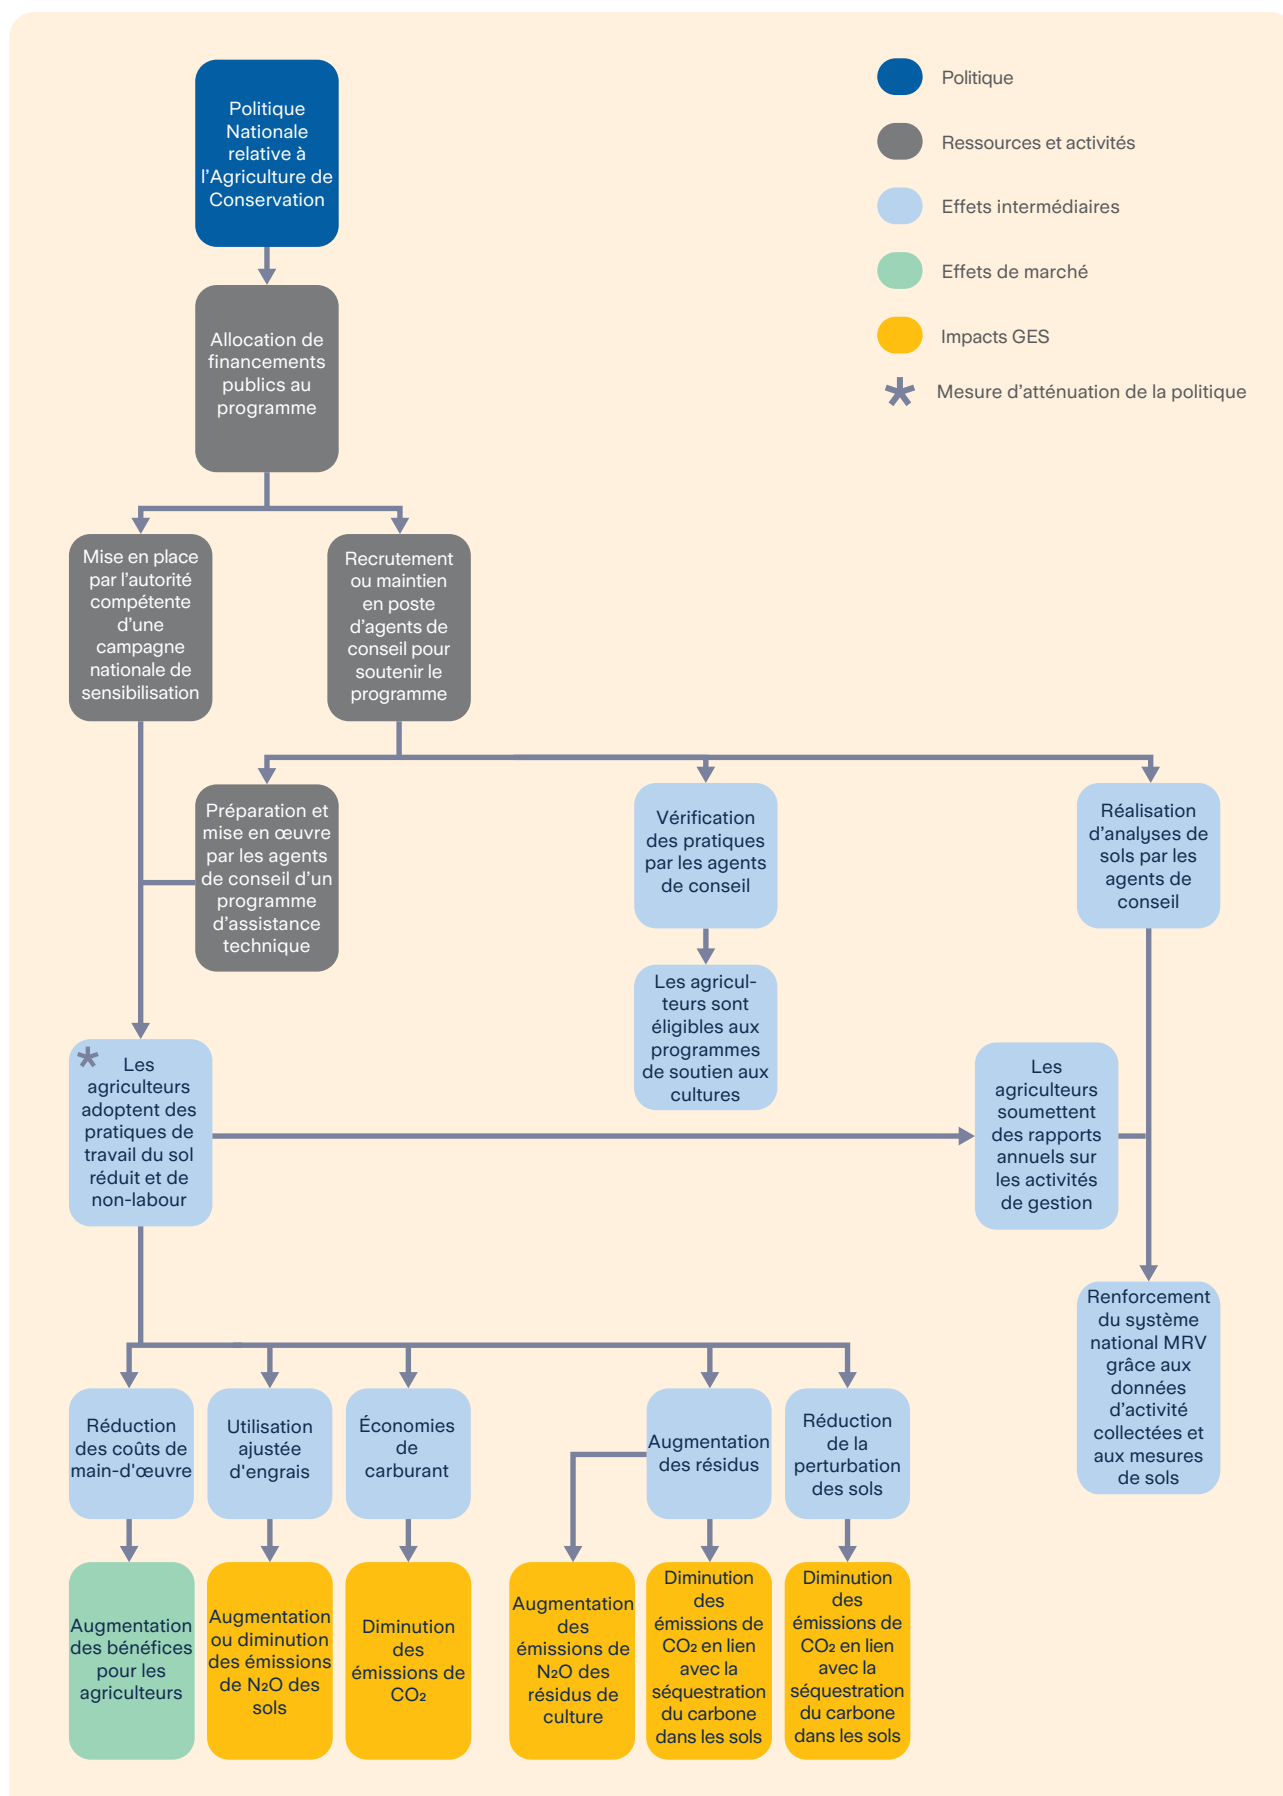 Politique
Nationale
relative à
l'Agriculture de
Conservation
Politique
Ressources et activités
Effets intermédiaires
Effets de marché
Impacts GES
Mesure d'atténuation de la politique
Allocation de
financements
publics au
programme
Mise en place
par l'autorité
compétente
d'une
campagne
nationale de
sensibilisation
Recrutement
ou maintien
en poste
d'agents de
conseil pour
soutenir le
programme
Préparation et
mise en œuvre
par les agents
de conseil d'un
programme
d'assistance
technique
Vérification
des pratiques
par les agents
de conseil
Réalisation
d'analyses de
sols par les
agents de
conseil
Les agricul-
teurs sont
éligibles aux
programmes
de soutien aux
cultures
Les
agriculteurs
adoptent des
pratiques de
travail du sol
réduit et de
non-labour
Les
agriculteurs
soumettent
des rapports
annuels sur
les activités
de gestion
Renforcement
du système
national MRV
grâce aux
données
d'activité
collectées et
aux mesures
de sols
Réduction
des coûts de
main-d'œuvre
Utilisation
ajustée
d'engrais
Économies
de
carburant
Augmentation
des résidus
Réduction
de la
perturbation
des sols
Augmentation
des bénéfices
pour les
agriculteurs
Augmentation
ou diminution
des émissions
de N₂O des
sols
Diminution
des
émissions de
CO₂
Augmentation
des
émissions de
N₂O des
résidus de
culture
Diminution
des
émissions de
CO₂ en lien
avec la
séquestration
du carbone
dans les sols
Diminution
des
émissions de
CO₂ en lien
avec la
séquestration
du carbone
dans les sols